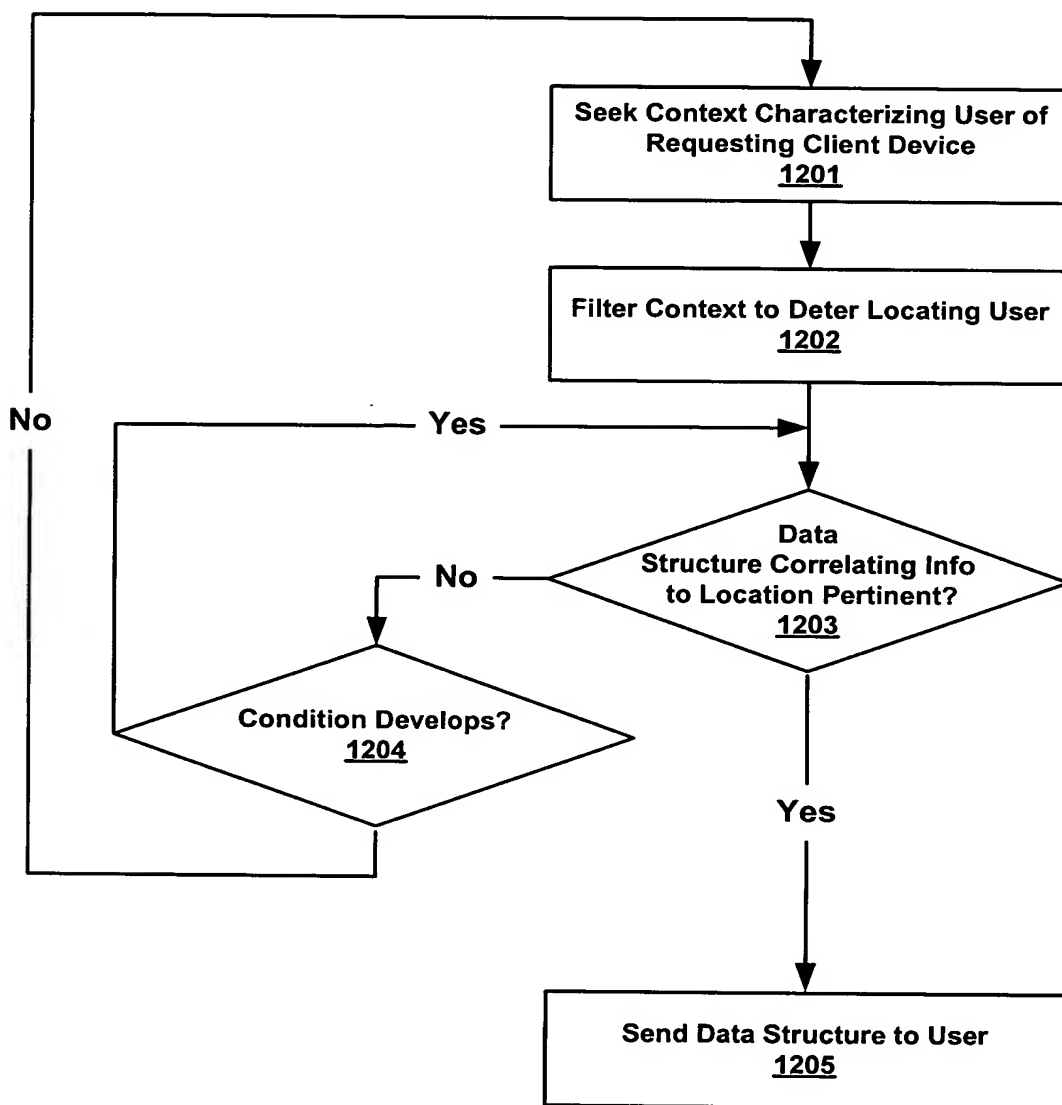 Seek Context Characterizing User of
Requesting Client Device
1201
Filter Context to Deter Locating User
1202
No
Yes
Data
Structure Correlating Info
to Location Pertinent?
1203
No
Condition Develops?
1204
Yes
Send Data Structure to User
1205